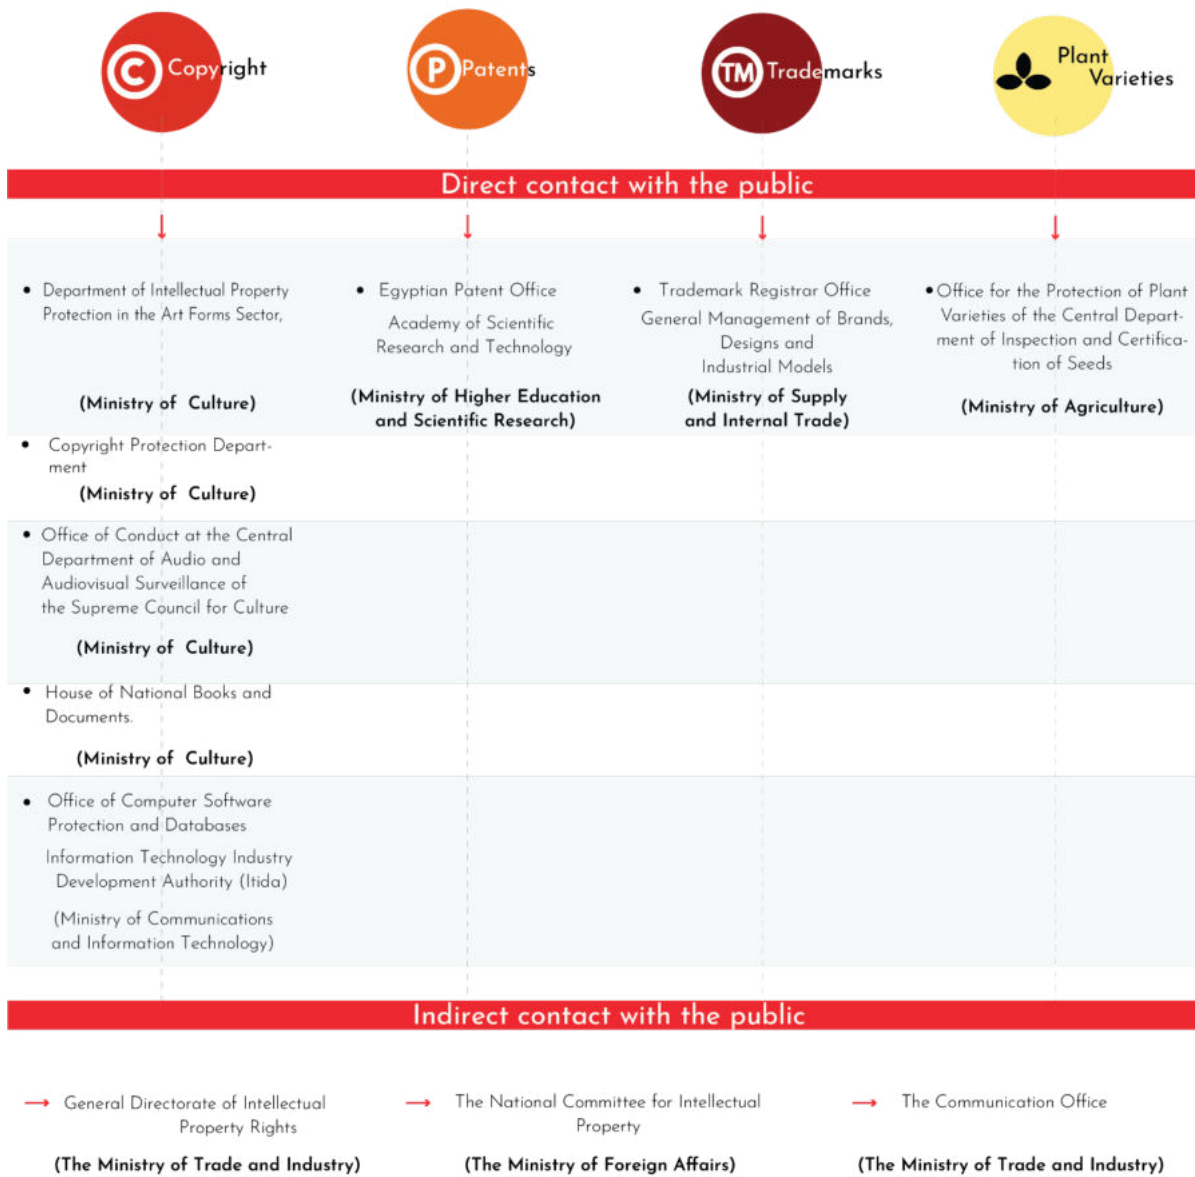 © Copyright
P Patents
TM Trademarks
Plant
Varieties
Direct contact with the public
• Department of Intellectual Property
Protection in the Art Forms Sector,
(Ministry of Culture)
• Egyptian Patent Office
Academy of Scientific
Research and Technology
(Ministry of Higher Education
and Scientific Research)
• Trademark Registrar Office
General Management of Brands,
Designs and
Industrial Models
(Ministry of Supply
and Internal Trade)
• Office for the Protection of Plant
Varieties of the Central Depart-
ment of Inspection and Certifica-
tion of Seeds
(Ministry of Agriculture)
• Copyright Protection Depart-
ment
(Ministry of Culture)
• Office of Conduct at the Central
Department of Audio and
Audiovisual Surveillance of
the Supreme Council for Culture
(Ministry of Culture)
• House of National Books and
Documents.
(Ministry of Culture)
• Office of Computer Software
Protection and Databases
Information Technology Industry
Development Authority (Itida)
(Ministry of Communications
and Information Technology)
Indirect contact with the public
→ General Directorate of Intellectual
Property Rights
(The Ministry of Trade and Industry)
→ The National Committee for Intellectual
Property
(The Ministry of Foreign Affairs)
→ The Communication Office
(The Ministry of Trade and Industry)